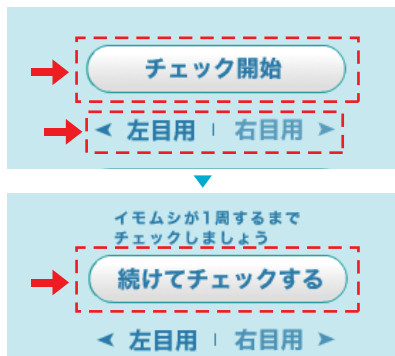 チェック開始
< 左目用 | 右目用 >
イモムシが1周するまで
チェックしましょう
続けてチェックする
< 左目用 | 右目用 >